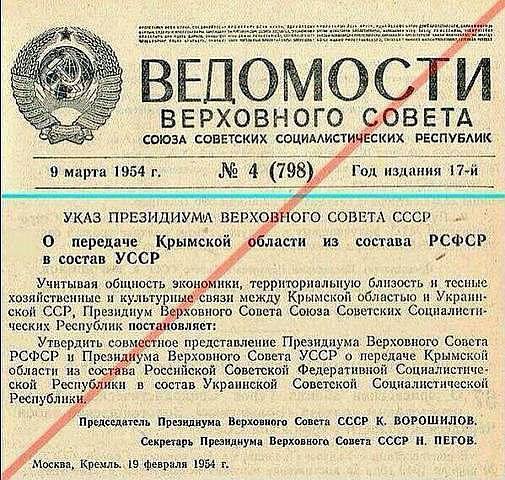 ВЕДОМОСТИ
ВЕРХОВНОГО СОВЕТА
СОЮЗА СОВЕТСКИХ СОЦИАЛИСТИЧЕСКИХ РЕСПУБЛИК
9 марта 1954 г. № 4 (798) Год издания 17-й
УКАЗ ПРЕЗИДИУМА ВЕРХОВНОГО СОВЕТА СССР
О передаче Крымской области из состава РСФСР
в состав УССР
Учитывая общность экономики, территориальную близость и тесные
хозяйственные и культурные связи между Крымской областью и Украин-
ской ССР, Президиум Верховного Совета Союза Советских Социалисти-
ческих Республик постановляет:
Утвердить совместное представление Президиума Верховного Совета
РСФСР и Президиума Верховного Совета УССР о передаче Крымской
области из состава Российской Советской Федеративной Социалистиче-
ской Республики в состав Украинской Советской Социалистической
Республики.
Председатель Президиума Верховного Совета СССР К. ВОРОШИЛОВ.
Секретарь Президиума Верховного Совета СССР Н. ПЕГОВ.
Москва, Кремль. 19 февраля 1954 г.